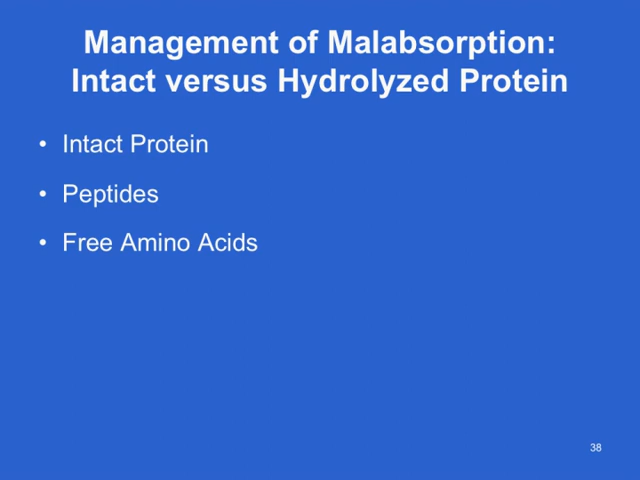 Management of Malabsorption:
Intact versus Hydrolyzed Protein
• Intact Protein
• Peptides
• Free Amino Acids
38